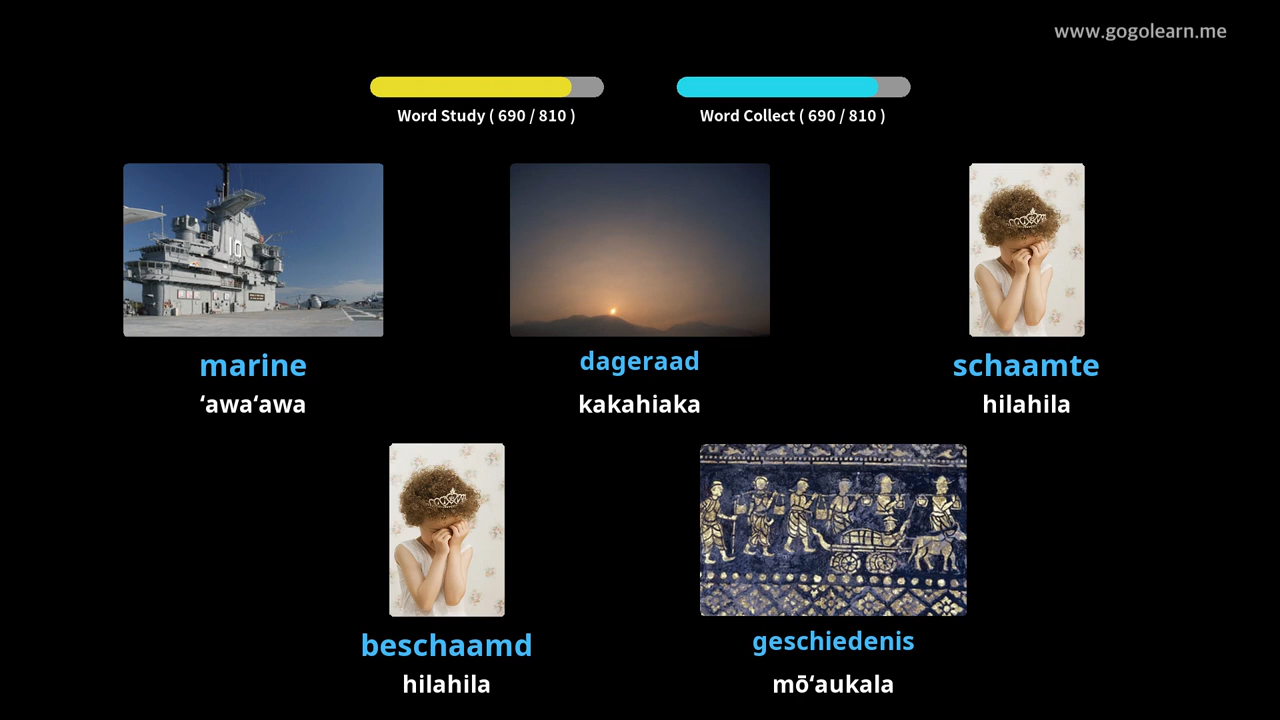 www.gogolearn.me
Word Study ( 690 / 810 )
Word Collect ( 690 / 810 )
10
marine
ʻawaʻawa
dageraad
kakahiaka
schaamte
hilahila
beschaamd
hilahila
geschiedenis
mōʻaukala